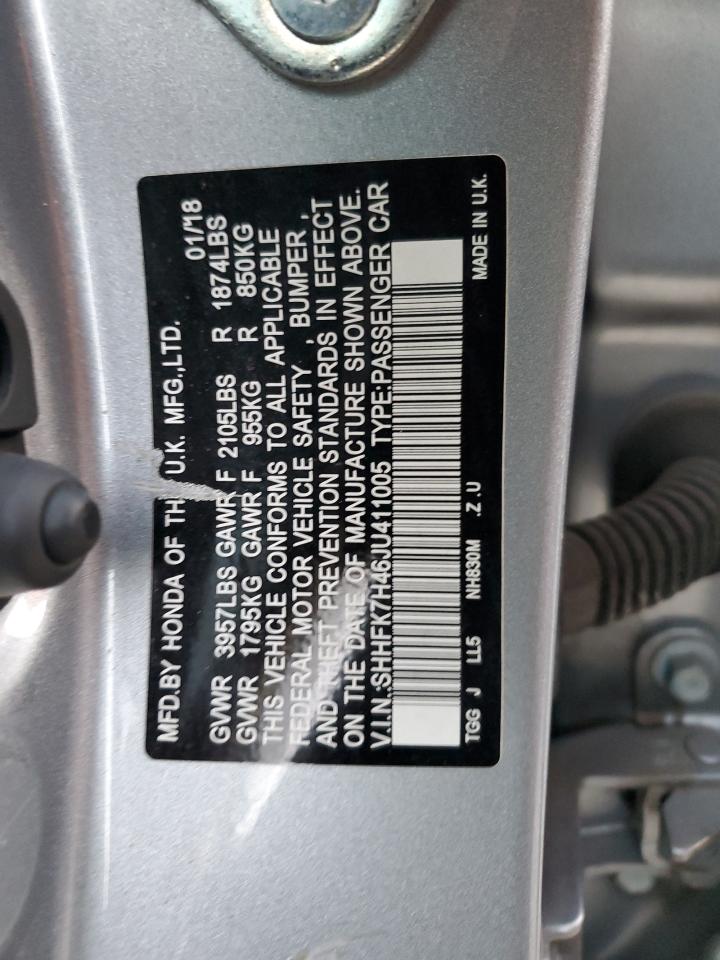 MFD.BY HONDA OF THE U.K. MFG.,LTD. 01/18
GVWR 3957LBS GAWR F 2105LBS R 1874LBS
GVWR 1795KG GAWR F 955KG R 850KG
THIS VEHICLE CONFORMS TO ALL APPLICABLE
FEDERAL MOTOR VEHICLE SAFETY , BUMPER ,
AND THEFT PREVENTION STANDARDS IN EFFECT
ON THE DATE OF MANUFACTURE SHOWN ABOVE.
V.I.N.:SHHFK7H46JU411005 TYPE:PASSENGER CAR
TGG J LL5 NH830M .Z .U MADE IN U.K.